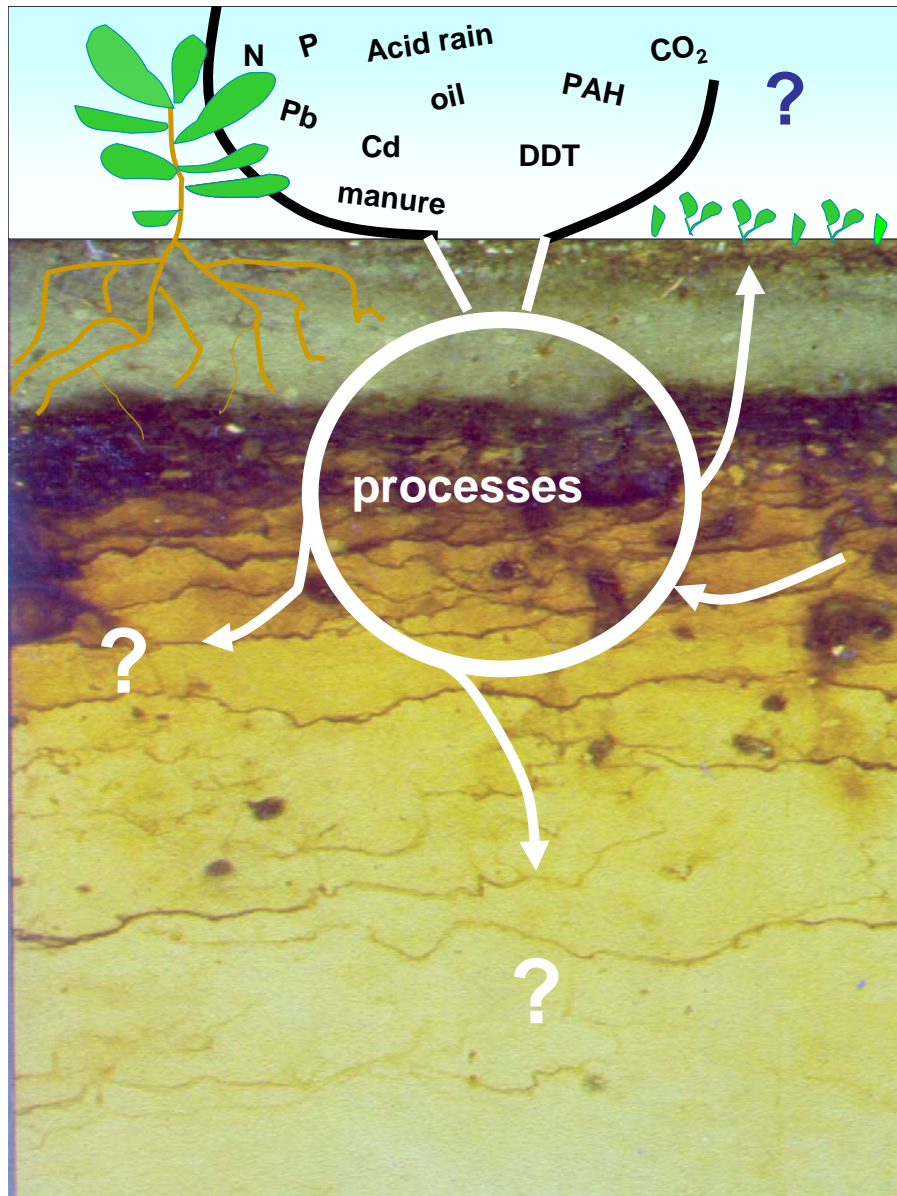 N P Acid rain CO₂
Pb oil PAH ?
Cd DDT
manure
processes
?
?